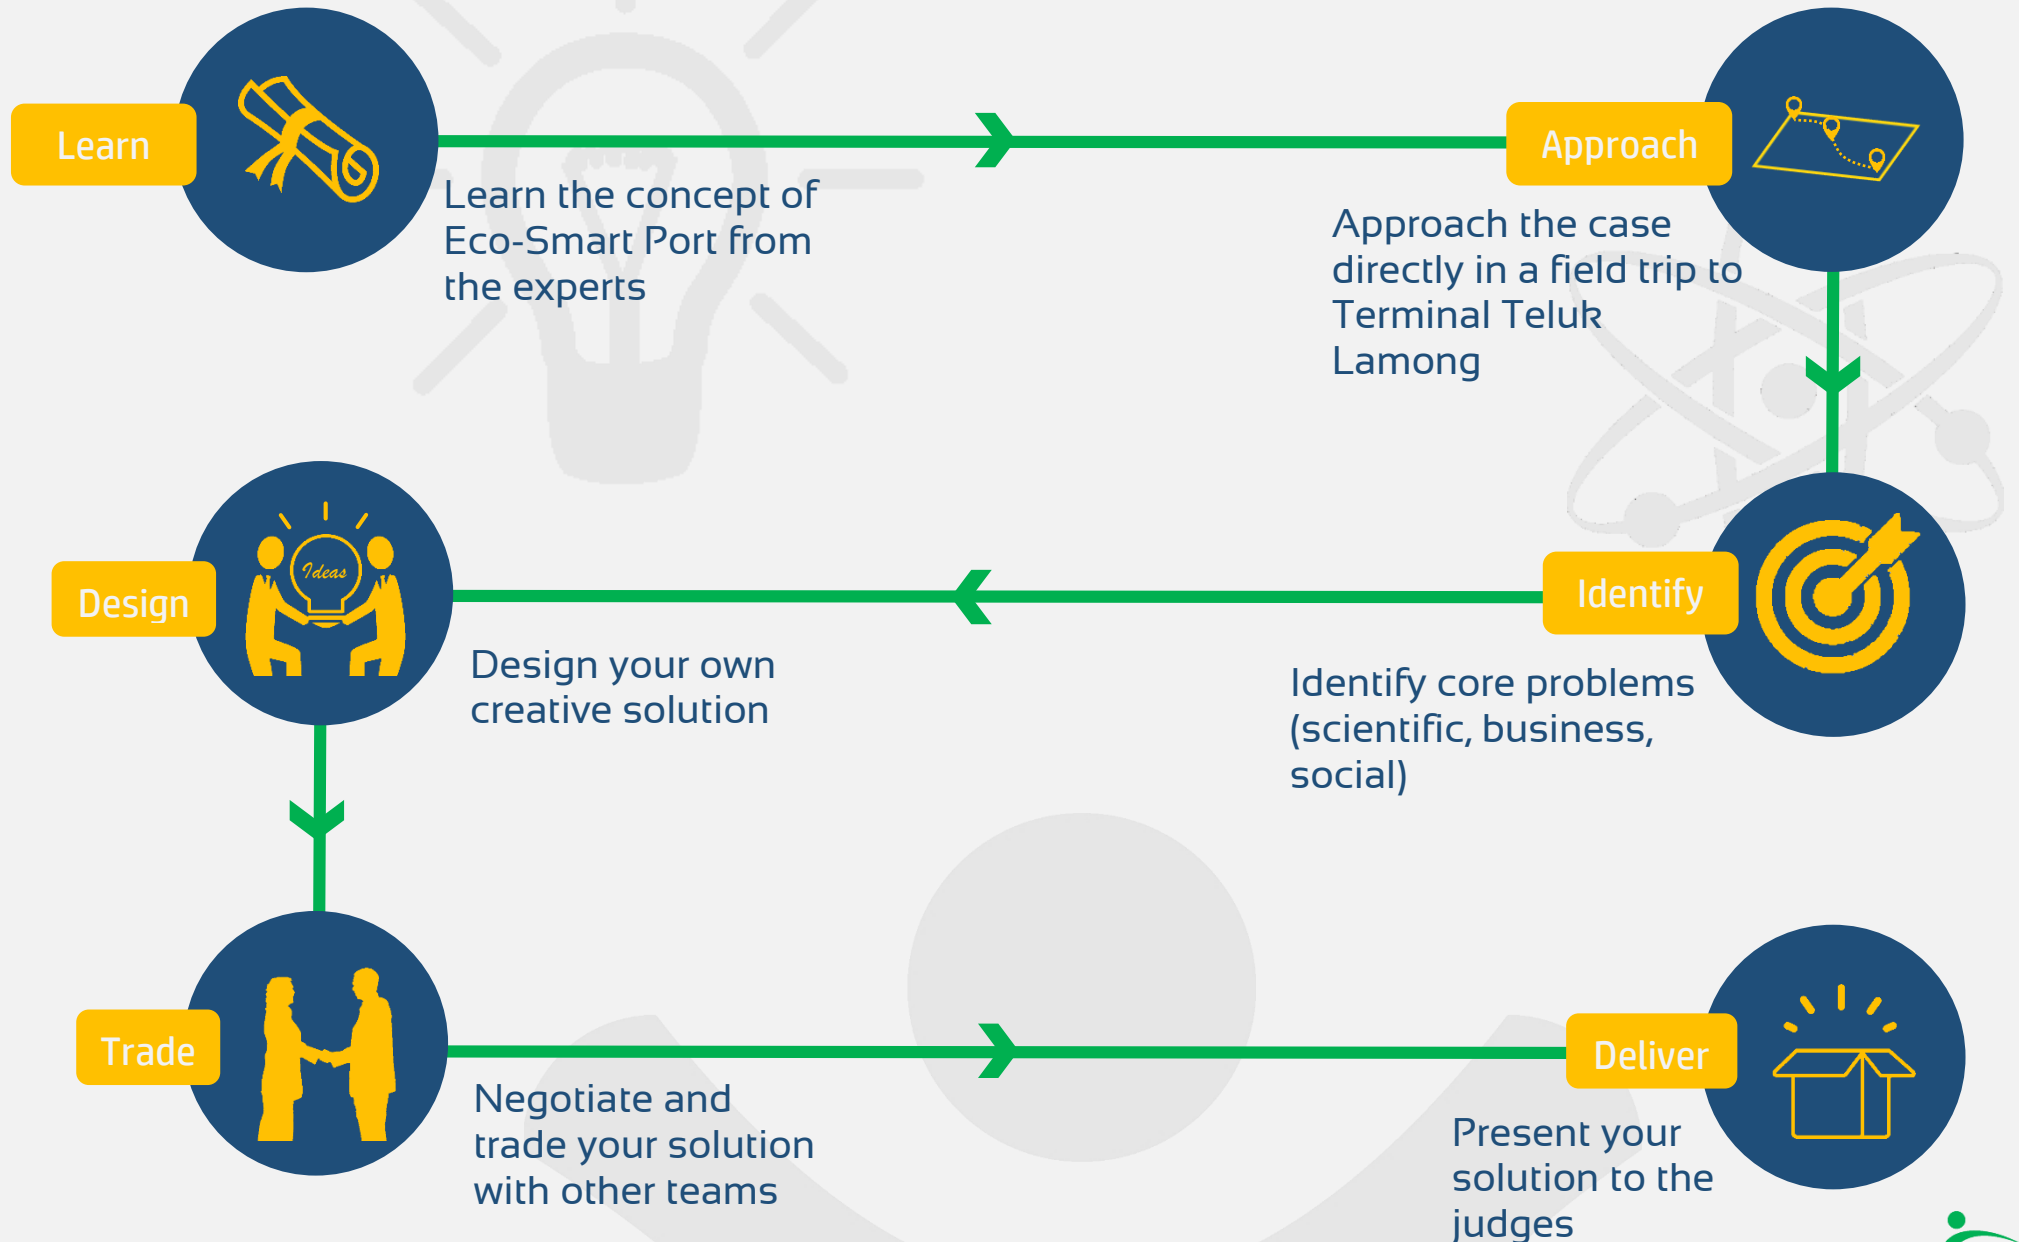 Learn
Learn the concept of
Eco-Smart Port from
the experts
Approach
Approach the case
directly in a field trip to
Terminal Teluk
Lamong
Identify
Identify core problems
(scientific, business,
social)
Design
Ideas
Design your own
creative solution
Trade
Negotiate and
trade your solution
with other teams
Deliver
Present your
solution to the
judges